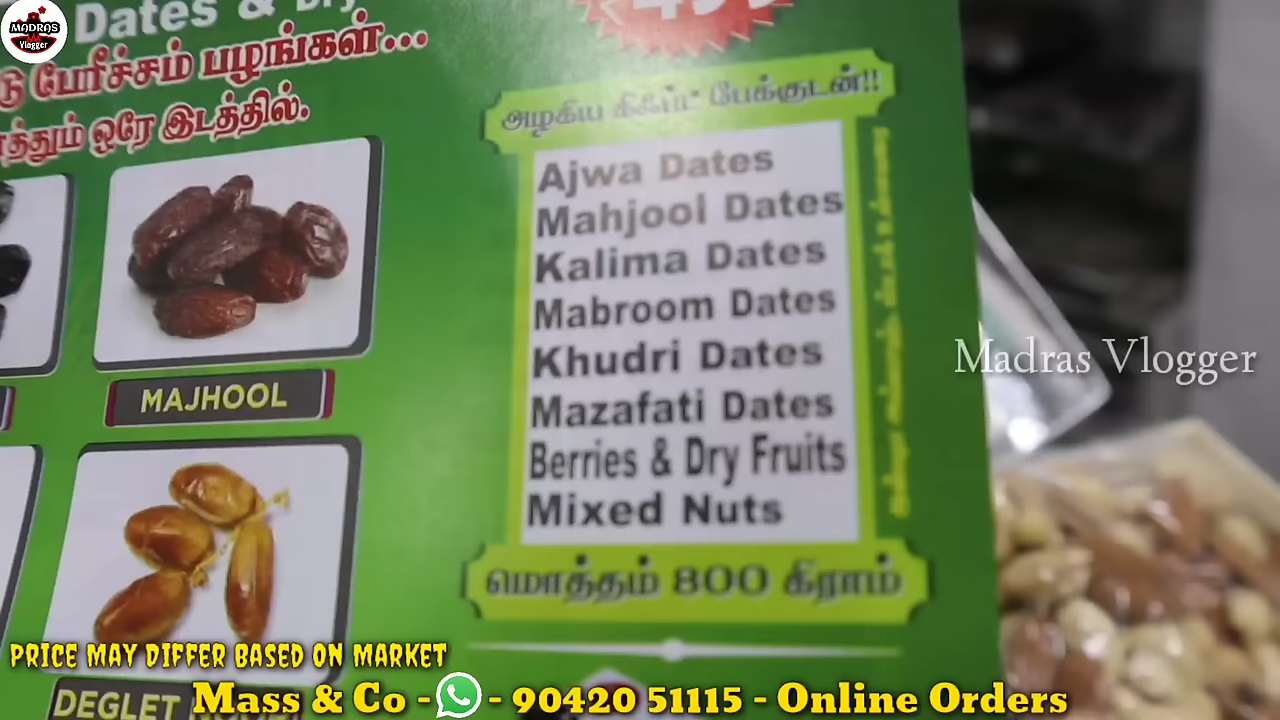 MADRAS
Vlogger
Dates & Dry
பேரீச்சம் பழங்கள்...
ஒரே இடத்தில்.
அழகிய கிஃப்ட் பேக்குடன்!!
Ajwa Dates
Mahjool Dates
Kalima Dates
Mabroom Dates
Khudri Dates
Mazafati Dates
Berries & Dry Fruits
Mixed Nuts
மொத்தம் 800 கிராம்
MAJHOOL
DEGLET
Madras Vlogger
PRICE MAY DIFFER BASED ON MARKET
Mass & Co - - 90420 51115 - Online Orders